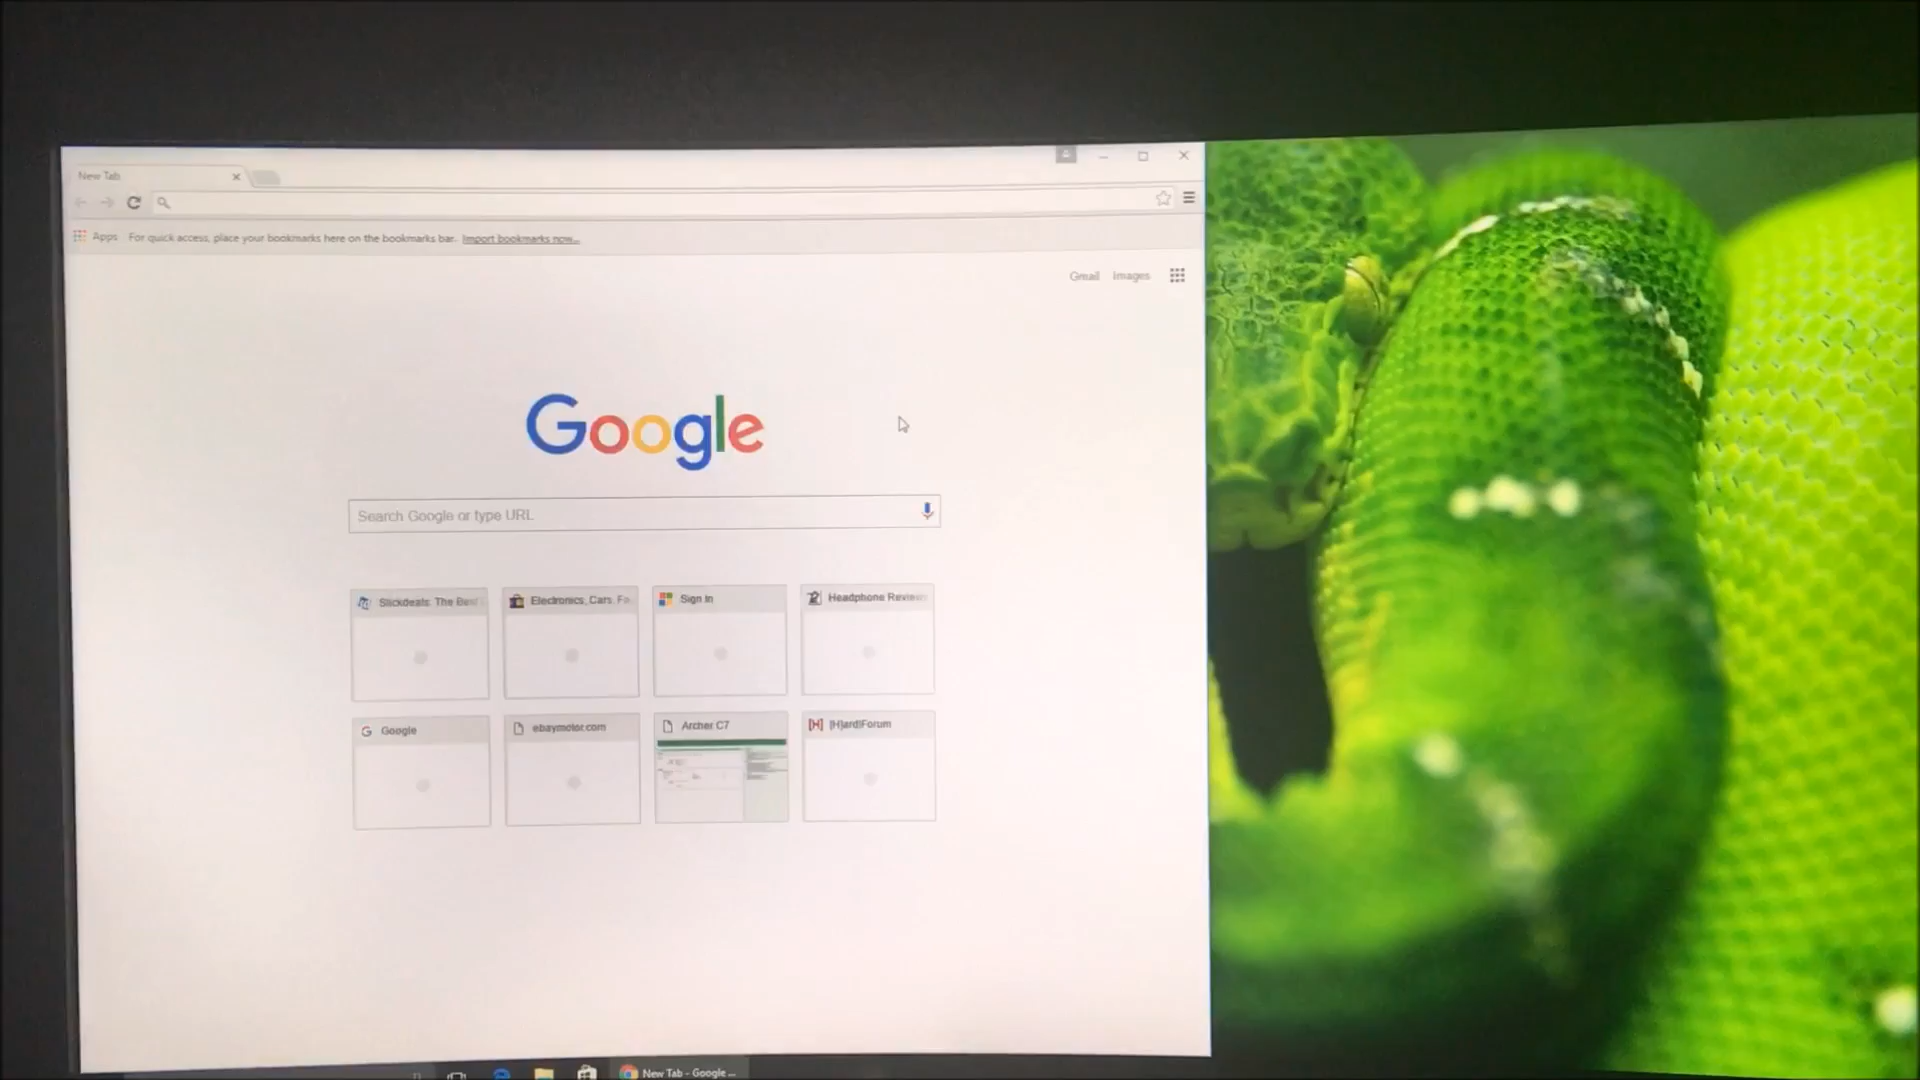 New Tab
Apps For quick access, place your bookmarks here on the bookmarks bar. Import bookmarks now...
Gmail Images
Google
Search Google or type URL
Slickdeals: The Best
Electronics, Cars, Fa
Sign In
Headphone Reviews
Google
ebaymotor.com
Archer C7
[H] [H]ard|Forum
New Tab - Google ...